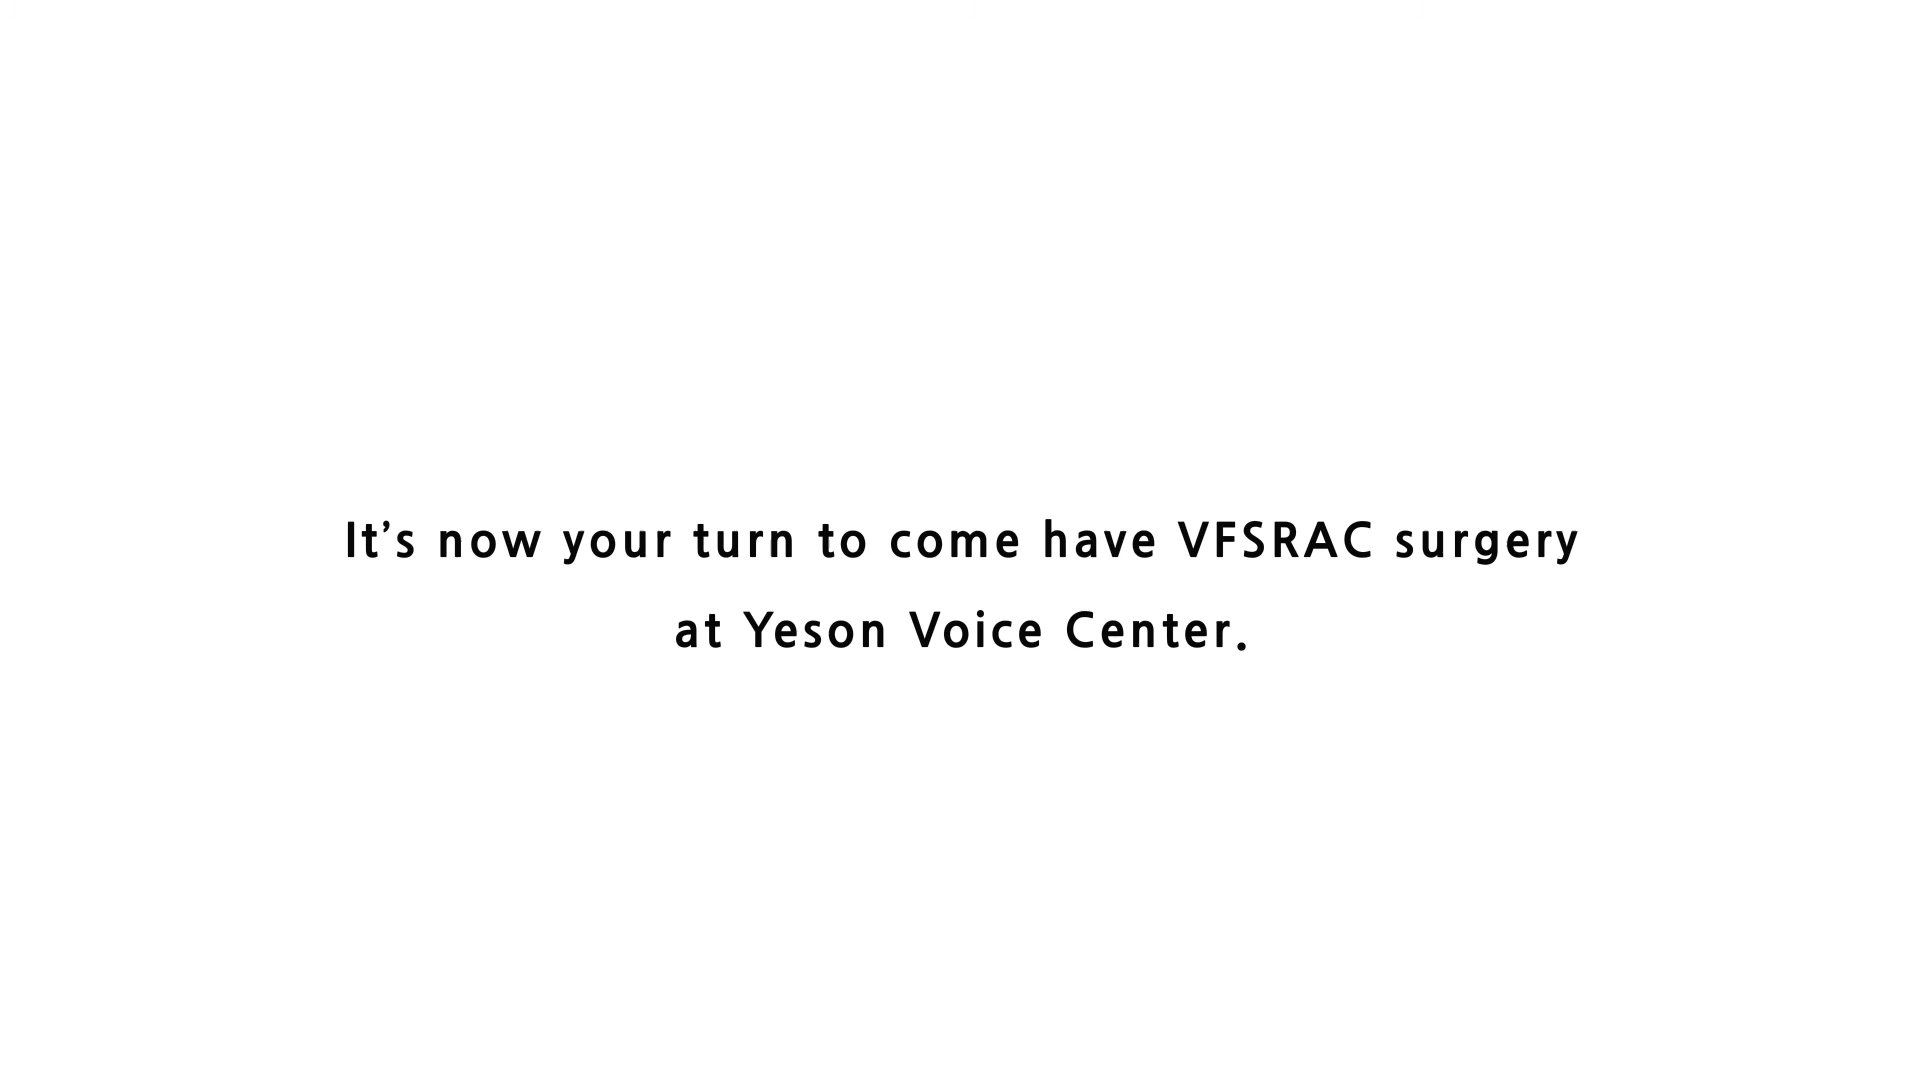 It’s now your turn to come have VFSRAC surgery
at Yeson Voice Center.